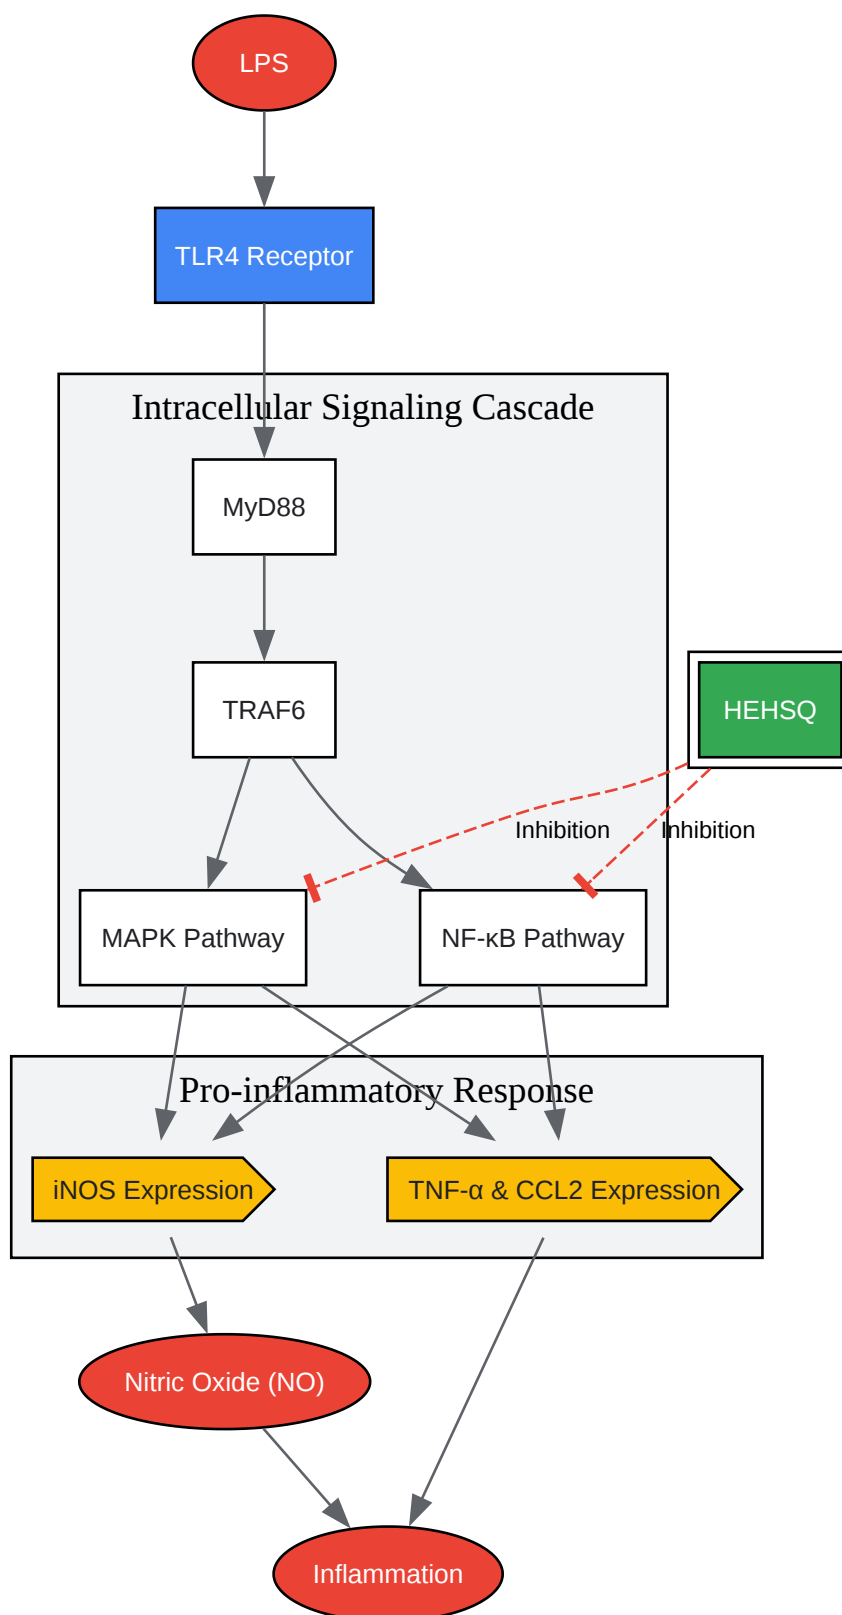 LPS
TLR4 Receptor
Intracellular Signaling Cascade
MyD88
TRAF6
HEHSQ
Inhibition
Inhibition
MAPK Pathway
NF-κB Pathway
Pro-inflammatory Response
iNOS Expression
TNF-α & CCL2 Expression
Nitric Oxide (NO)
Inflammation